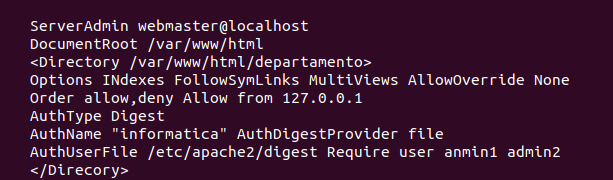 ServerAdmin webmaster@localhost
DocumentRoot /var/www/html
<Directory /var/www/html/departamento>
Options INdexes FollowSymLinks MultiViews AllowOverride None
Order allow,deny Allow from 127.0.0.1
AuthType Digest
AuthName "informatica" AuthDigestProvider file
AuthUserFile /etc/apache2/digest Require user anmin1 admin2
</Direcory>